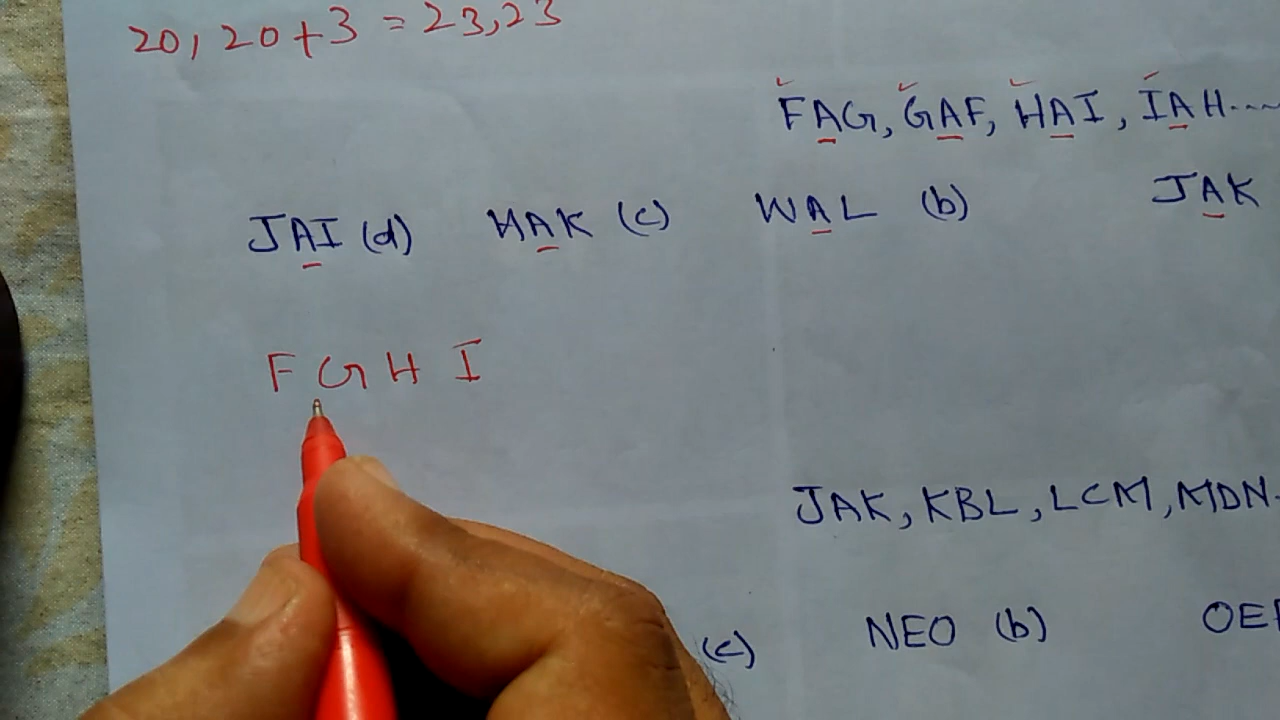 20, 20+3 = 23,23
FAG, GAF, HAI, IAH....
JAI (d) HAK (c) WAL (b) JAK
F G H I
JAK, KBL, LCM, MDN
(c) NEO (b)